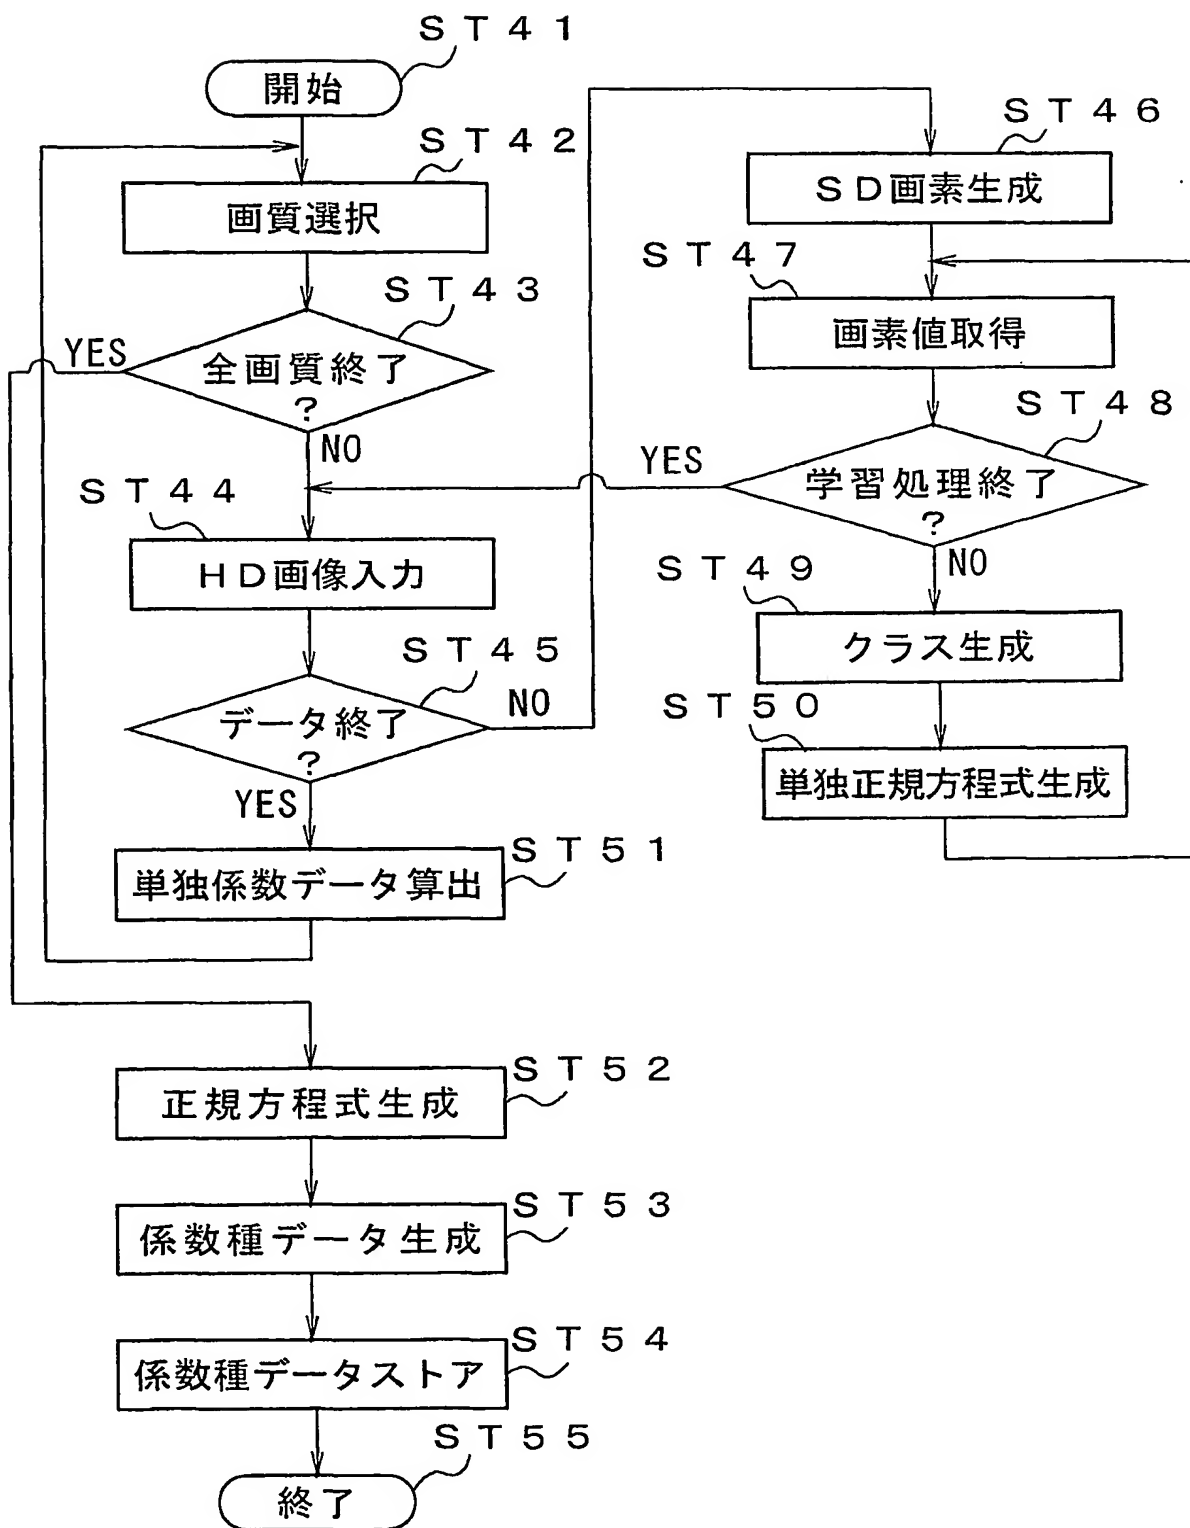 ＳＴ４１
開始
ＳＴ４２
画質選択
ＳＴ４３
YES
全画質終了
?
NO
ＳＴ４４
ＨＤ画像入力
ＳＴ４５
データ終了
?
NO
YES
ＳＴ４６
ＳＤ画素生成
ＳＴ４７
画素値取得
ＳＴ４８
YES
学習処理終了
?
NO
ＳＴ４９
クラス生成
ＳＴ５０
単独正規方程式生成
ＳＴ５１
単独係数データ算出
ＳＴ５２
正規方程式生成
ＳＴ５３
係数種データ生成
ＳＴ５４
係数種データストア
ＳＴ５５
終了